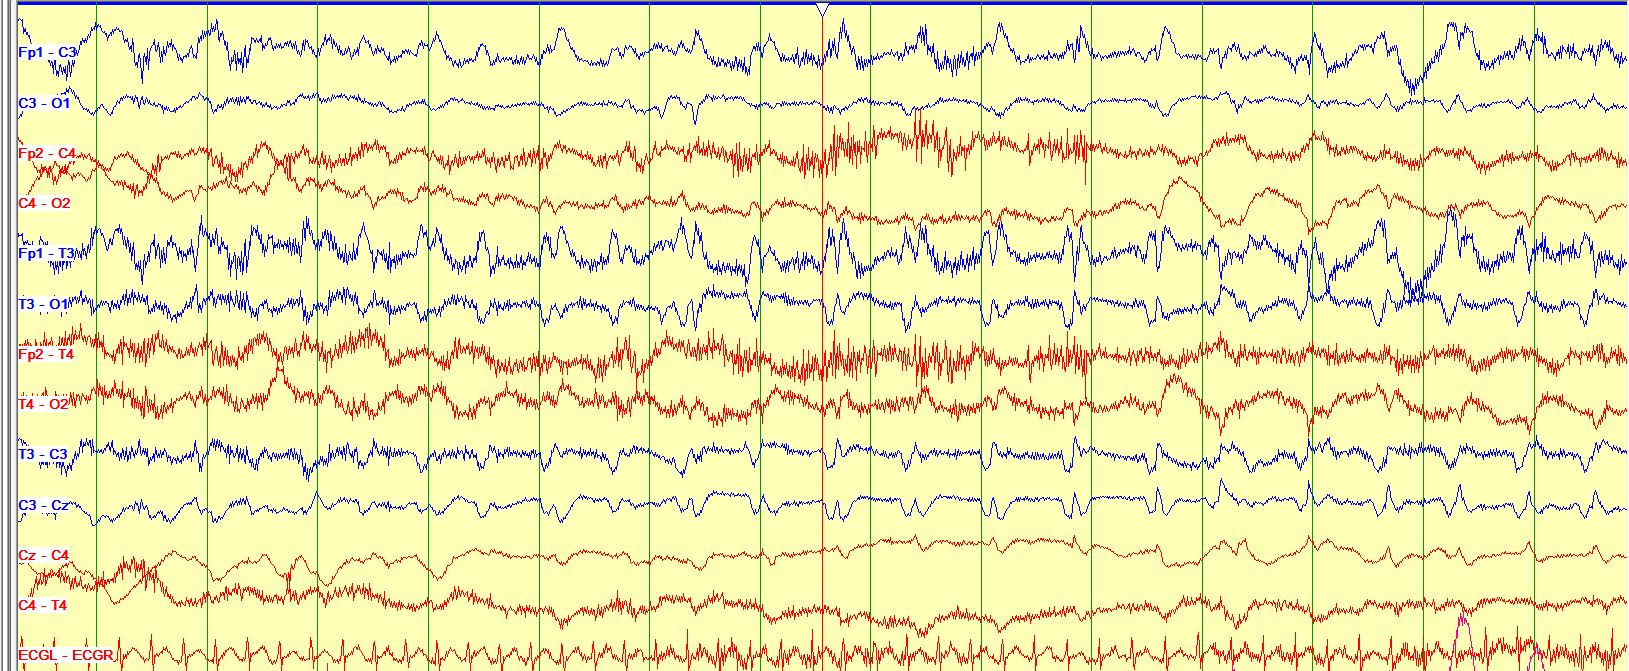 Fp1 - C3
C3 - O1
Fp2 - C4
C4 - O2
Fp1 - T3
T3 - O1
Fp2 - T4
T4 - O2
T3 - C3
C3 - Cz
Cz - C4
C4 - T4
ECGL - ECGR